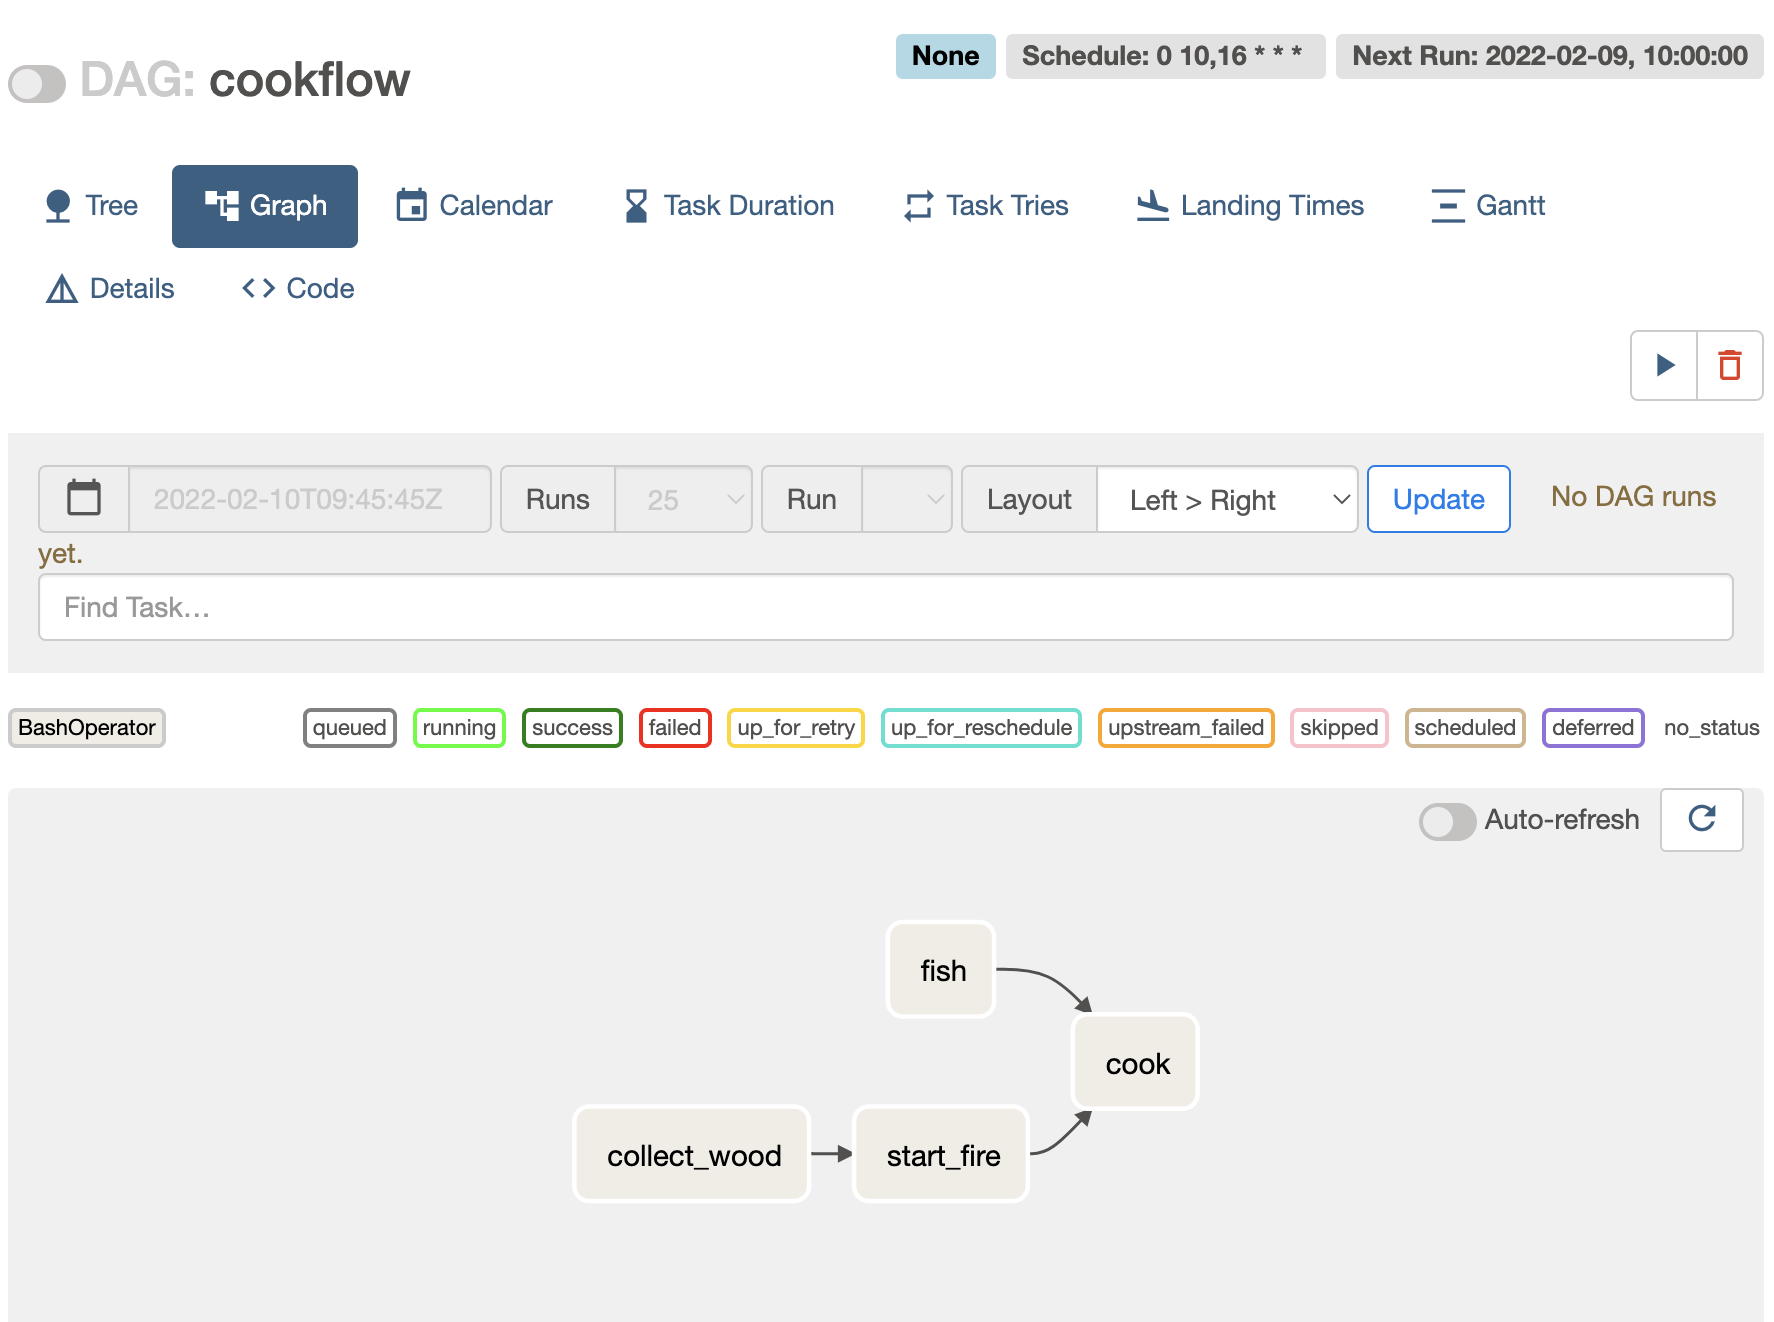 None
Schedule: 0 10,16 * * *
Next Run: 2022-02-09, 10:00:00
DAG: cookflow
Tree
Graph
Calendar
Task Duration
Task Tries
Landing Times
Gantt
Details
Code
2022-02-10T09:45:45Z
Runs
25
Run
Layout
Left > Right
Update
No DAG runs
yet.
Find Task...
BashOperator
queued
running
success
failed
up_for_retry
up_for_reschedule
upstream_failed
skipped
scheduled
deferred
no_status
Auto-refresh
fish
cook
collect_wood
start_fire